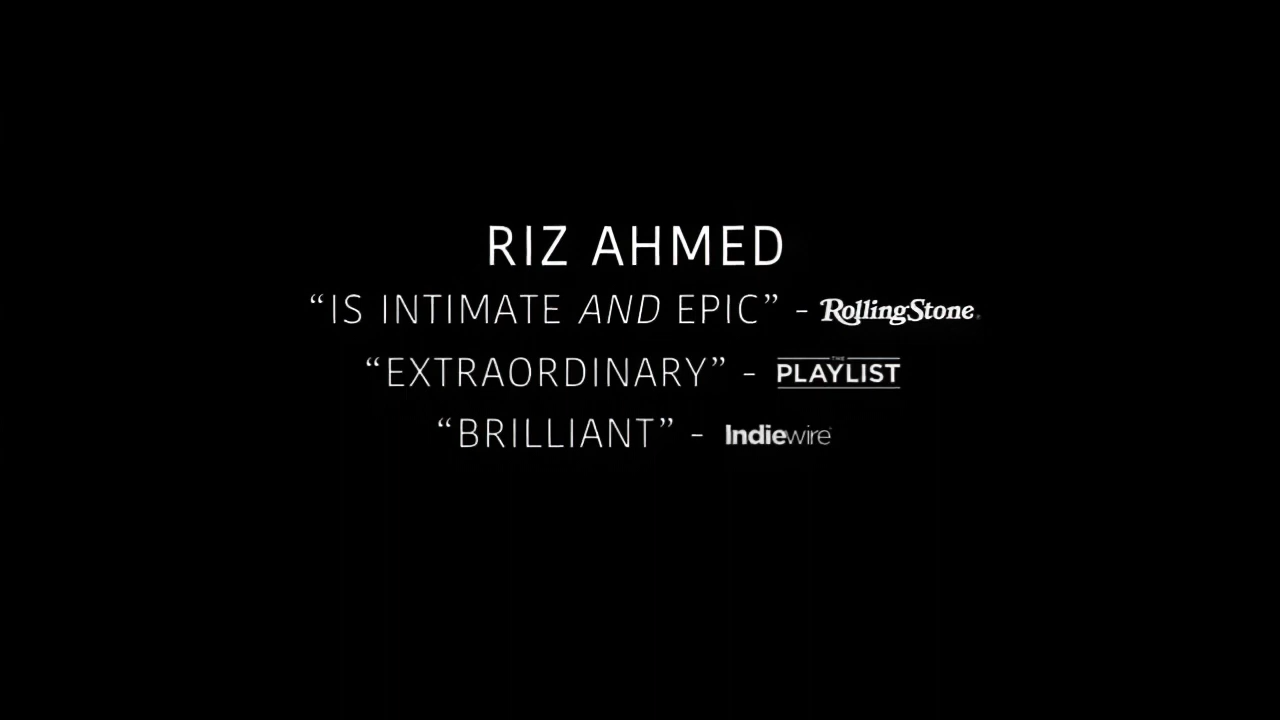 RIZ AHMED
“IS INTIMATE AND EPIC” - RollingStone
“EXTRAORDINARY” - THE PLAYLIST
“BRILLIANT” - Indiewire